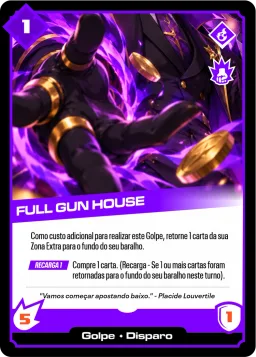 1
FULL GUN HOUSE
Como custo adicional para realizar este Golpe, retorne 1 carta da sua
Zona Extra para o fundo do seu baralho.
RECARGA 1 Compre 1 carta. (Recarga - Se 1 ou mais cartas foram
retornadas para o fundo do seu baralho neste turno).
"Vamos começar apostando baixo." - Placide Louvertile
5
1
Golpe • Disparo